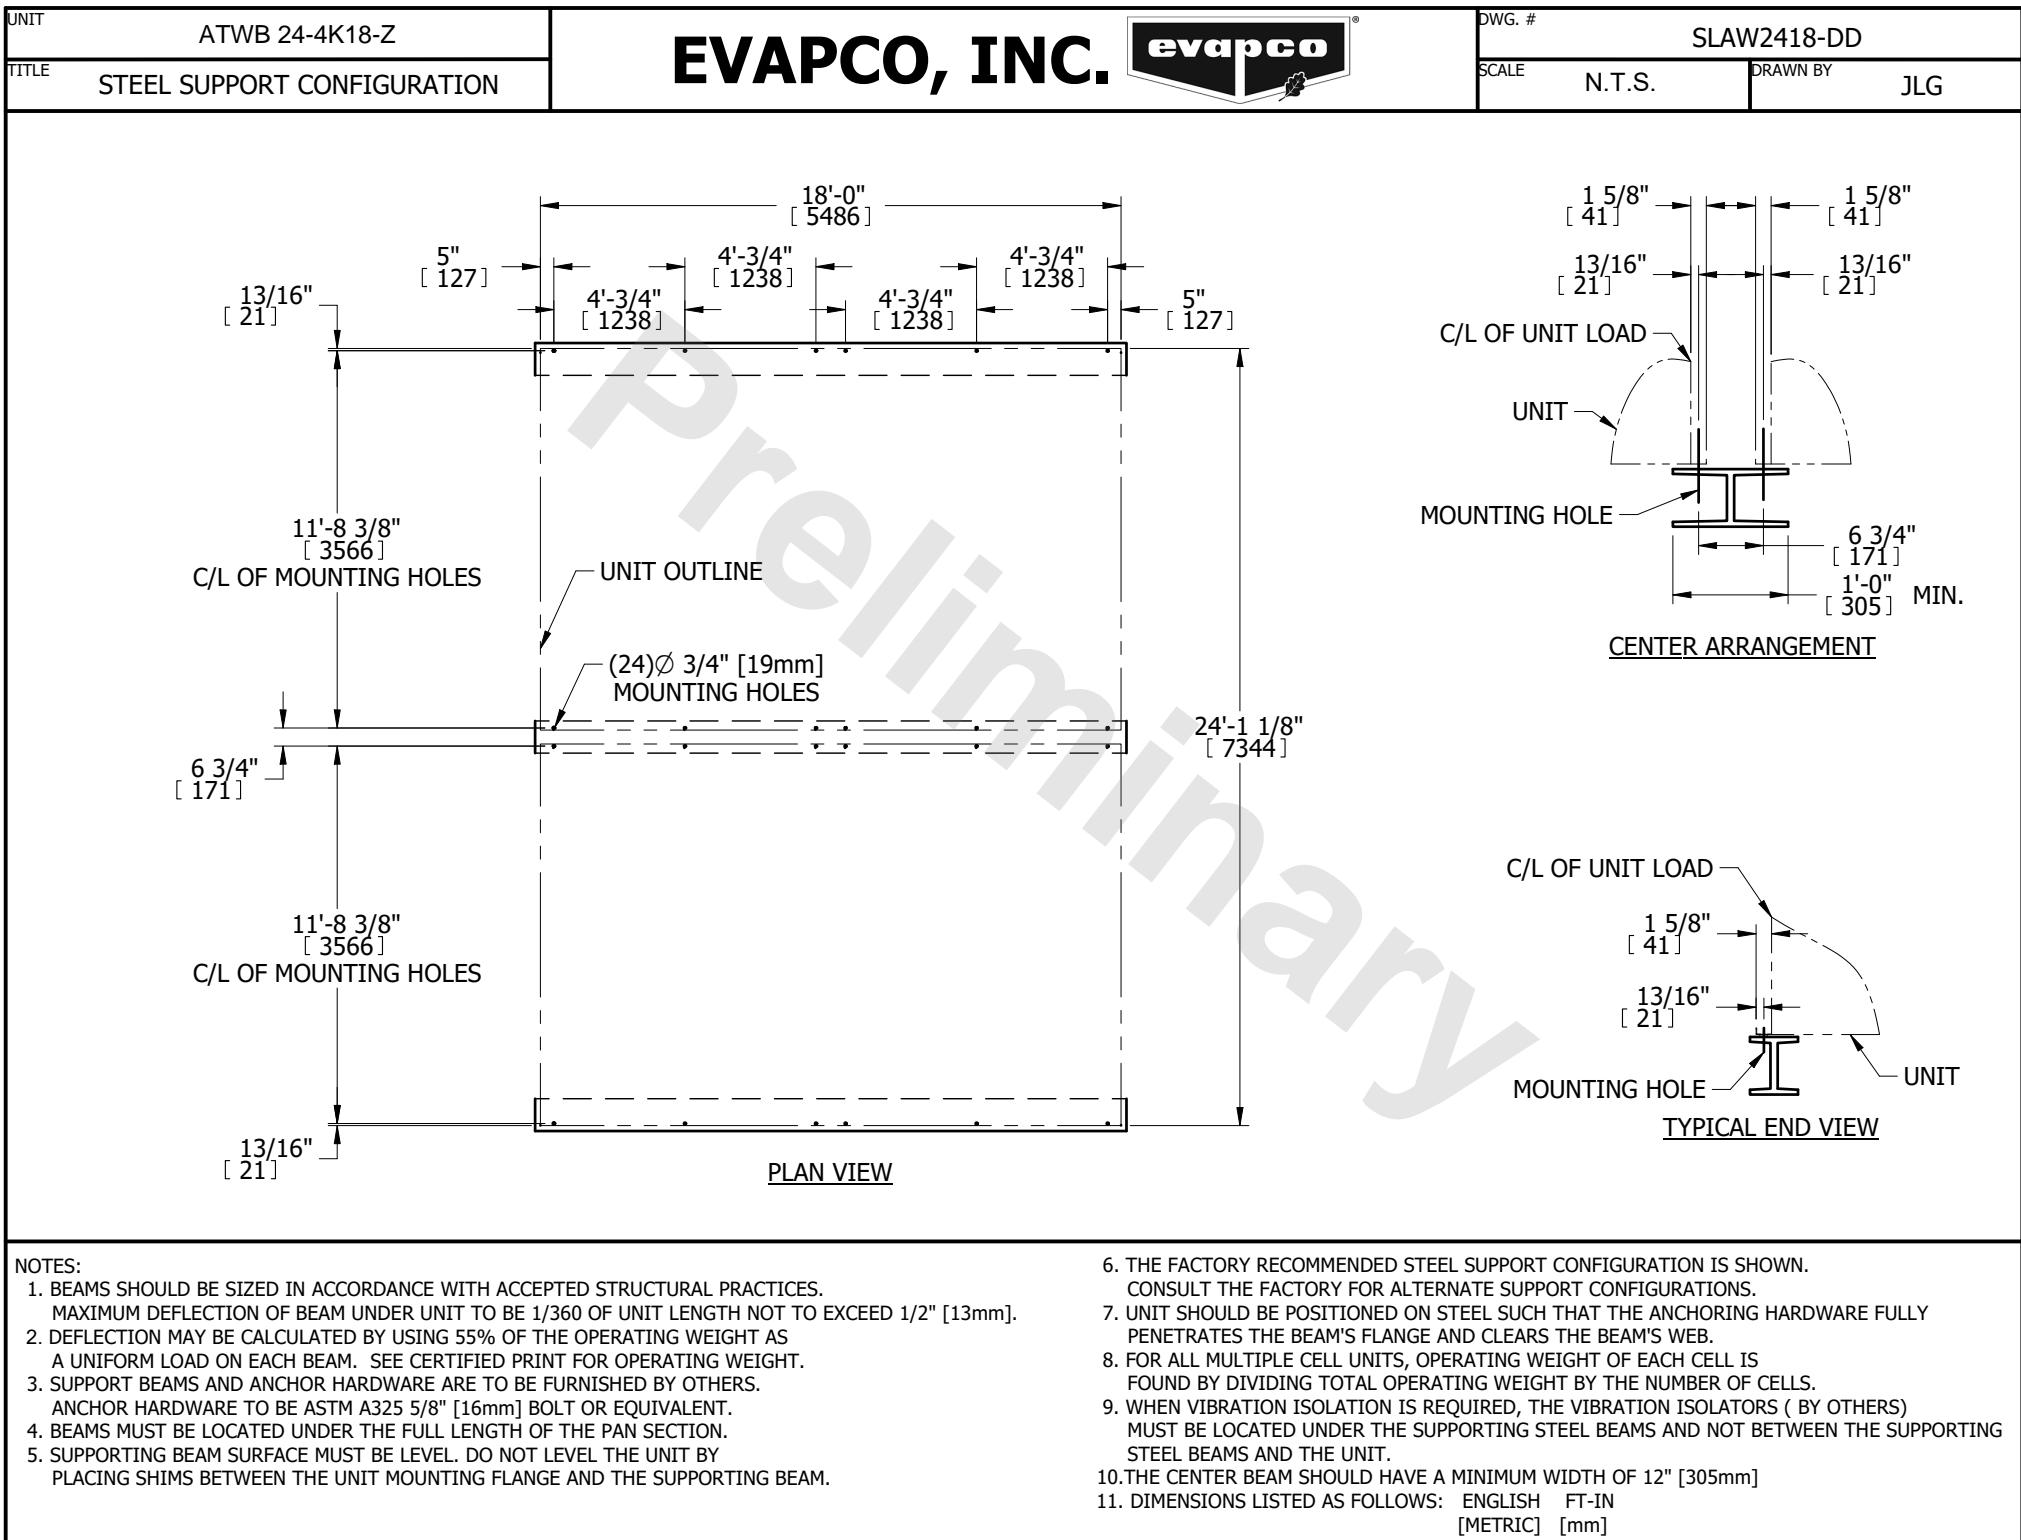 UNIT
ATWB 24-4K18-Z
TITLE
STEEL SUPPORT CONFIGURATION
EVAPCO, INC.
evapco
®
DWG. #
SLAW2418-DD
SCALE
N.T.S.
DRAWN BY
JLG
18'-0"
[ 5486 ]
5"
[ 127 ]
4'-3/4"
[ 1238 ]
4'-3/4"
[ 1238 ]
13/16"
[ 21 ]
4'-3/4"
[ 1238 ]
4'-3/4"
[ 1238 ]
5"
[ 127 ]
11'-8 3/8"
[ 3566 ]
C/L OF MOUNTING HOLES
UNIT OUTLINE
(24)Ø 3/4" [19mm]
MOUNTING HOLES
6 3/4"
[ 171 ]
24'-1 1/8"
[ 7344 ]
11'-8 3/8"
[ 3566 ]
C/L OF MOUNTING HOLES
13/16"
[ 21 ]
PLAN VIEW
Preliminary
1 5/8"
[ 41 ]
1 5/8"
[ 41 ]
13/16"
[ 21 ]
13/16"
[ 21 ]
C/L OF UNIT LOAD
UNIT
MOUNTING HOLE
6 3/4"
[ 171 ]
1'-0"
[ 305 ]
MIN.
CENTER ARRANGEMENT
C/L OF UNIT LOAD
1 5/8"
[ 41 ]
13/16"
[ 21 ]
MOUNTING HOLE
UNIT
TYPICAL END VIEW
NOTES:
1. BEAMS SHOULD BE SIZED IN ACCORDANCE WITH ACCEPTED STRUCTURAL PRACTICES.
MAXIMUM DEFLECTION OF BEAM UNDER UNIT TO BE 1/360 OF UNIT LENGTH NOT TO EXCEED 1/2" [13mm].
2. DEFLECTION MAY BE CALCULATED BY USING 55% OF THE OPERATING WEIGHT AS
A UNIFORM LOAD ON EACH BEAM. SEE CERTIFIED PRINT FOR OPERATING WEIGHT.
3. SUPPORT BEAMS AND ANCHOR HARDWARE ARE TO BE FURNISHED BY OTHERS.
ANCHOR HARDWARE TO BE ASTM A325 5/8" [16mm] BOLT OR EQUIVALENT.
4. BEAMS MUST BE LOCATED UNDER THE FULL LENGTH OF THE PAN SECTION.
5. SUPPORTING BEAM SURFACE MUST BE LEVEL. DO NOT LEVEL THE UNIT BY
PLACING SHIMS BETWEEN THE UNIT MOUNTING FLANGE AND THE SUPPORTING BEAM.
6. THE FACTORY RECOMMENDED STEEL SUPPORT CONFIGURATION IS SHOWN.
CONSULT THE FACTORY FOR ALTERNATE SUPPORT CONFIGURATIONS.
7. UNIT SHOULD BE POSITIONED ON STEEL SUCH THAT THE ANCHORING HARDWARE FULLY
PENETRATES THE BEAM'S FLANGE AND CLEARS THE BEAM'S WEB.
8. FOR ALL MULTIPLE CELL UNITS, OPERATING WEIGHT OF EACH CELL IS
FOUND BY DIVIDING TOTAL OPERATING WEIGHT BY THE NUMBER OF CELLS.
9. WHEN VIBRATION ISOLATION IS REQUIRED, THE VIBRATION ISOLATORS ( BY OTHERS)
MUST BE LOCATED UNDER THE SUPPORTING STEEL BEAMS AND NOT BETWEEN THE SUPPORTING
STEEL BEAMS AND THE UNIT.
10.THE CENTER BEAM SHOULD HAVE A MINIMUM WIDTH OF 12" [305mm]
11. DIMENSIONS LISTED AS FOLLOWS: ENGLISH FT-IN
[METRIC] [mm]